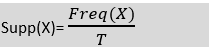 Supp(X)= Freq(X) / T